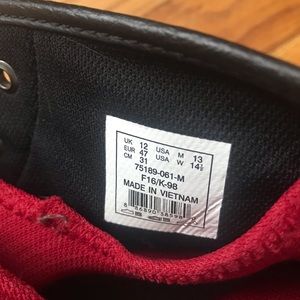 UK 12 USA M 13
EUR 47 USA W 14½
CM 31
75189-061-M
F16/K-98
MADE IN VIETNAM